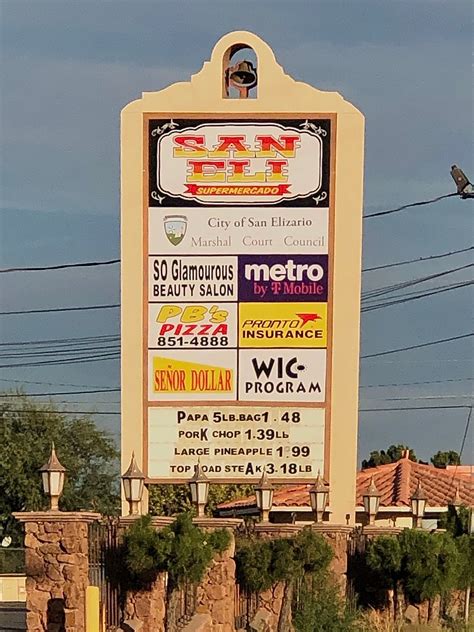 SAN
ELI
SUPERMERCADO
City of San Elizario
Marshal Court Council
SO Glamourous
BEAUTY SALON
metro
by T Mobile
PB's
PIZZA
851-4888
PRONTO
INSURANCE
SEÑOR DOLLAR
WIC
PROGRAM
PAPA 5LB.BAG1.48
PORK CHOP 1.39LB
LARGE PINEAPPLE 1.99
TOP ROAD STEAK 3.18LB